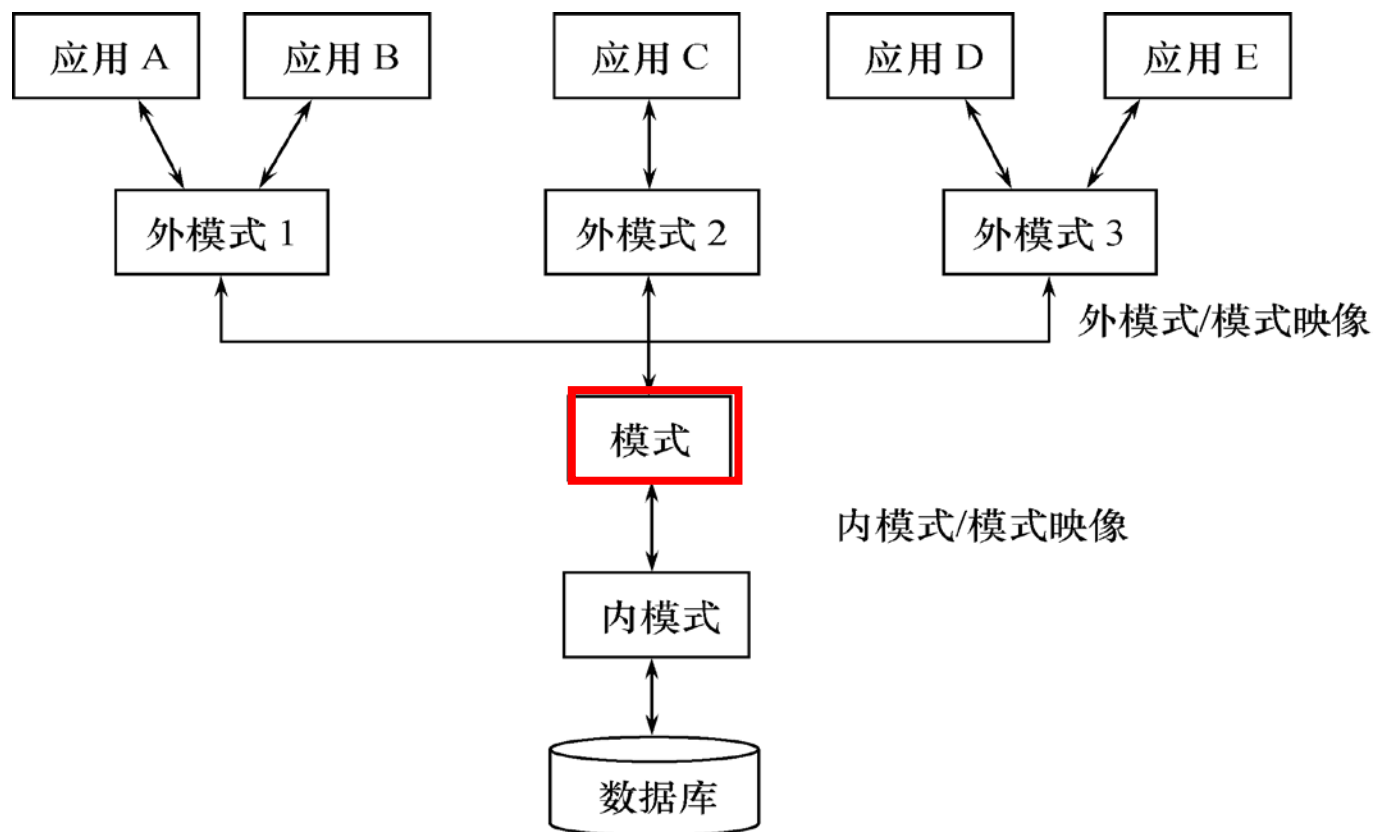 应用 A
应用 B
应用 C
应用 D
应用 E
外模式 1
外模式 2
外模式 3
外模式/模式映像
模式
内模式/模式映像
内模式
数据库